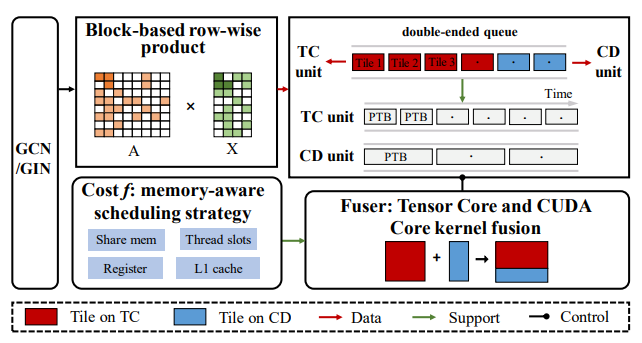 GCN
/GIN
Block-based row-wise
product
A
×
X
double-ended queue
TC
unit
Tile 1
Tile 2
Tile 3
·
·
·
CD
unit
Time
TC unit
PTB
PTB
·
·
·
·
CD unit
PTB
·
·
Cost f: memory-aware
scheduling strategy
Share mem
Thread slots
Register
L1 cache
Fuser: Tensor Core and CUDA
Core kernel fusion
+
Tile on TC
Tile on CD
Data
Support
Control